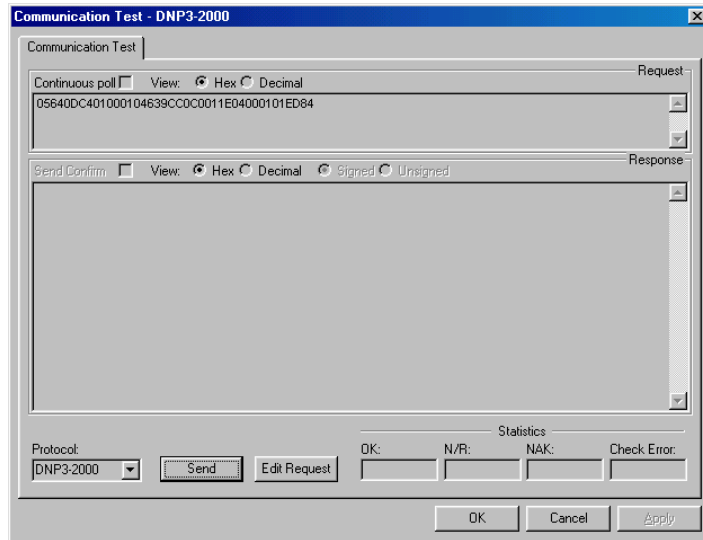 Communication Test - DNP3-2000
Communication Test
Request
Continuous poll View: Hex Decimal
05640DC401000104639CC0C0011E04000101ED84
Response
Send Confirm View: Hex Decimal Signed Unsigned
Statistics
Protocol: OK: N/R: NAK: Check Error:
DNP3-2000 Send Edit Request
OK Cancel Apply